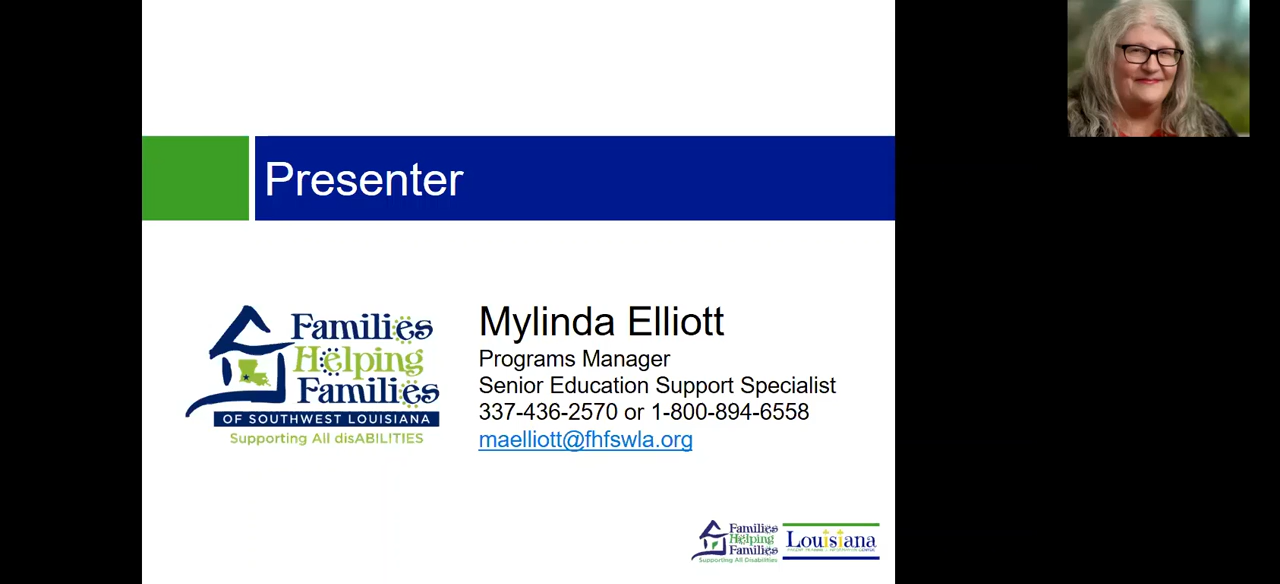 Presenter
Families
Helping
Families
OF SOUTHWEST LOUISIANA
Supporting All disABILITIES
Mylinda Elliott
Programs Manager
Senior Education Support Specialist
337-436-2570 or 1-800-894-6558
maelliott@fhfswla.org
Families
Helping
Families
Supporting All Disabilities
Louisiana